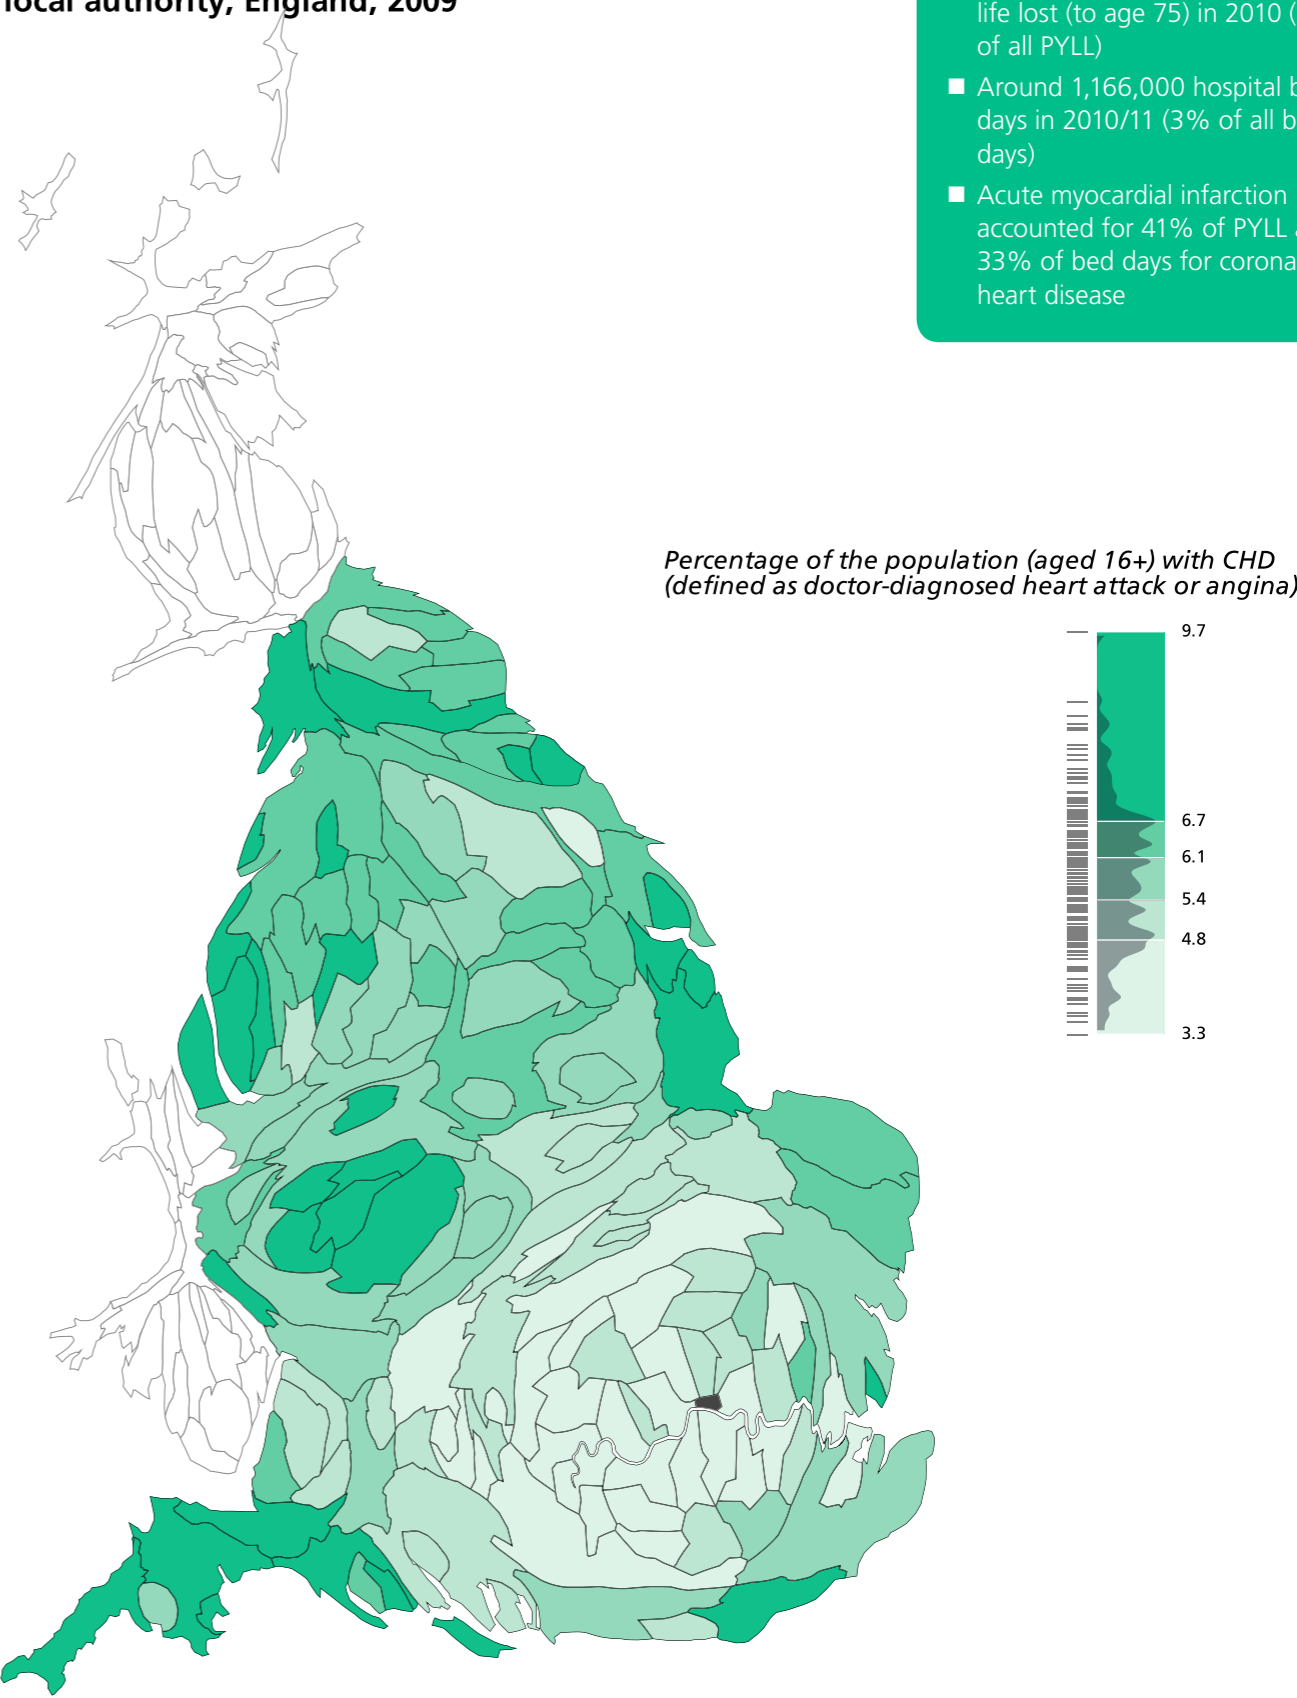 local authority, England, 2009
life lost (to age 75) in 2010 (
of all PYLL)
■ Around 1,166,000 hospital b
days in 2010/11 (3% of all b
days)
■ Acute myocardial infarction
accounted for 41% of PYLL
33% of bed days for corona
heart disease
Percentage of the population (aged 16+) with CHD
(defined as doctor-diagnosed heart attack or angina)
9.7
6.7
6.1
5.4
4.8
3.3